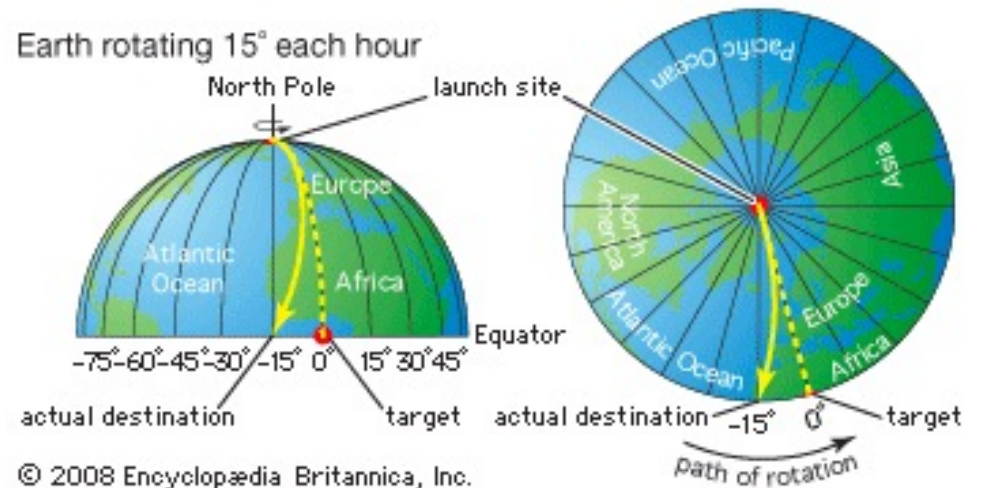 Earth rotating 15° each hour
North Pole
launch site
Europe
Atlantic
Ocean
Africa
Equator
-75°-60°-45°-30° -15° 0° 15°30°45°
actual destination
target
© 2008 Encyclopædia Britannica, Inc.
Pacific Ocean
Asia
North
America
Atlantic Ocean
Europe
Africa
actual destination
-15°
0°
target
path of rotation